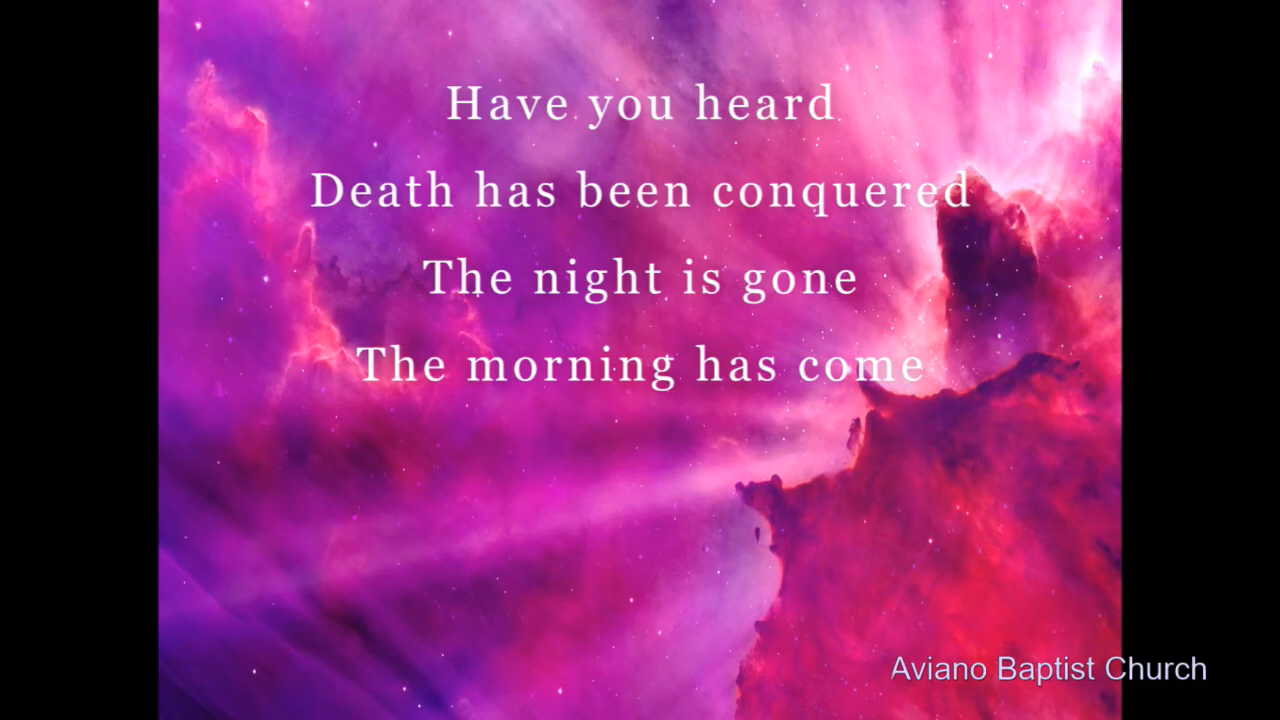 Have you heard
Death has been conquered
The night is gone
The morning has come
Aviano Baptist Church